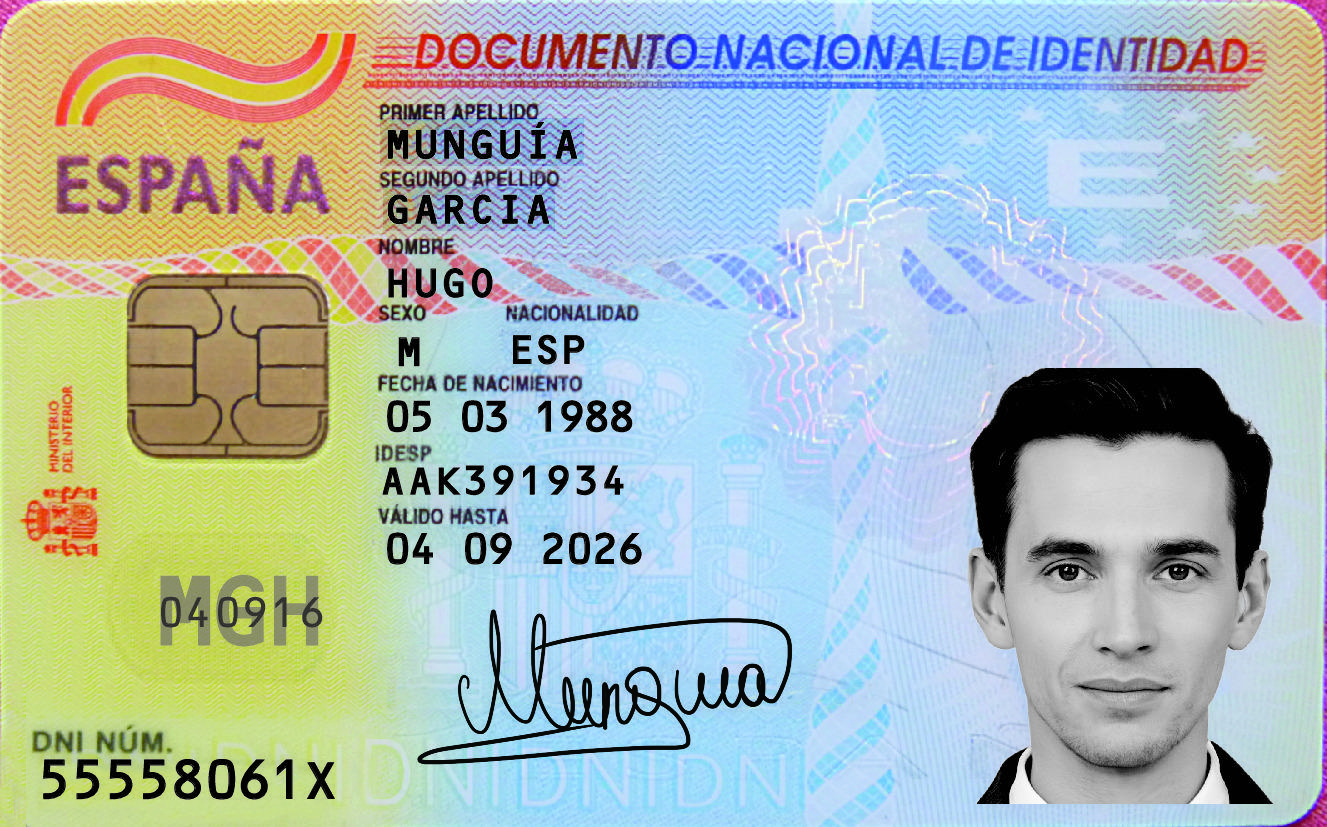 DOCUMENTO NACIONAL DE IDENTIDAD
ESPAÑA
PRIMER APELLIDO
MUNGUÍA
SEGUNDO APELLIDO
GARCIA
NOMBRE
HUGO
SEXO NACIONALIDAD
M ESP
FECHA DE NACIMIENTO
05 03 1988
IDESP
AAK391934
VÁLIDO HASTA
04 09 2026
MINISTERIO
DEL INTERIOR
MGH
040916
Munguia
DNI NÚM.
55558061X
DNIDNIDNIDN
E